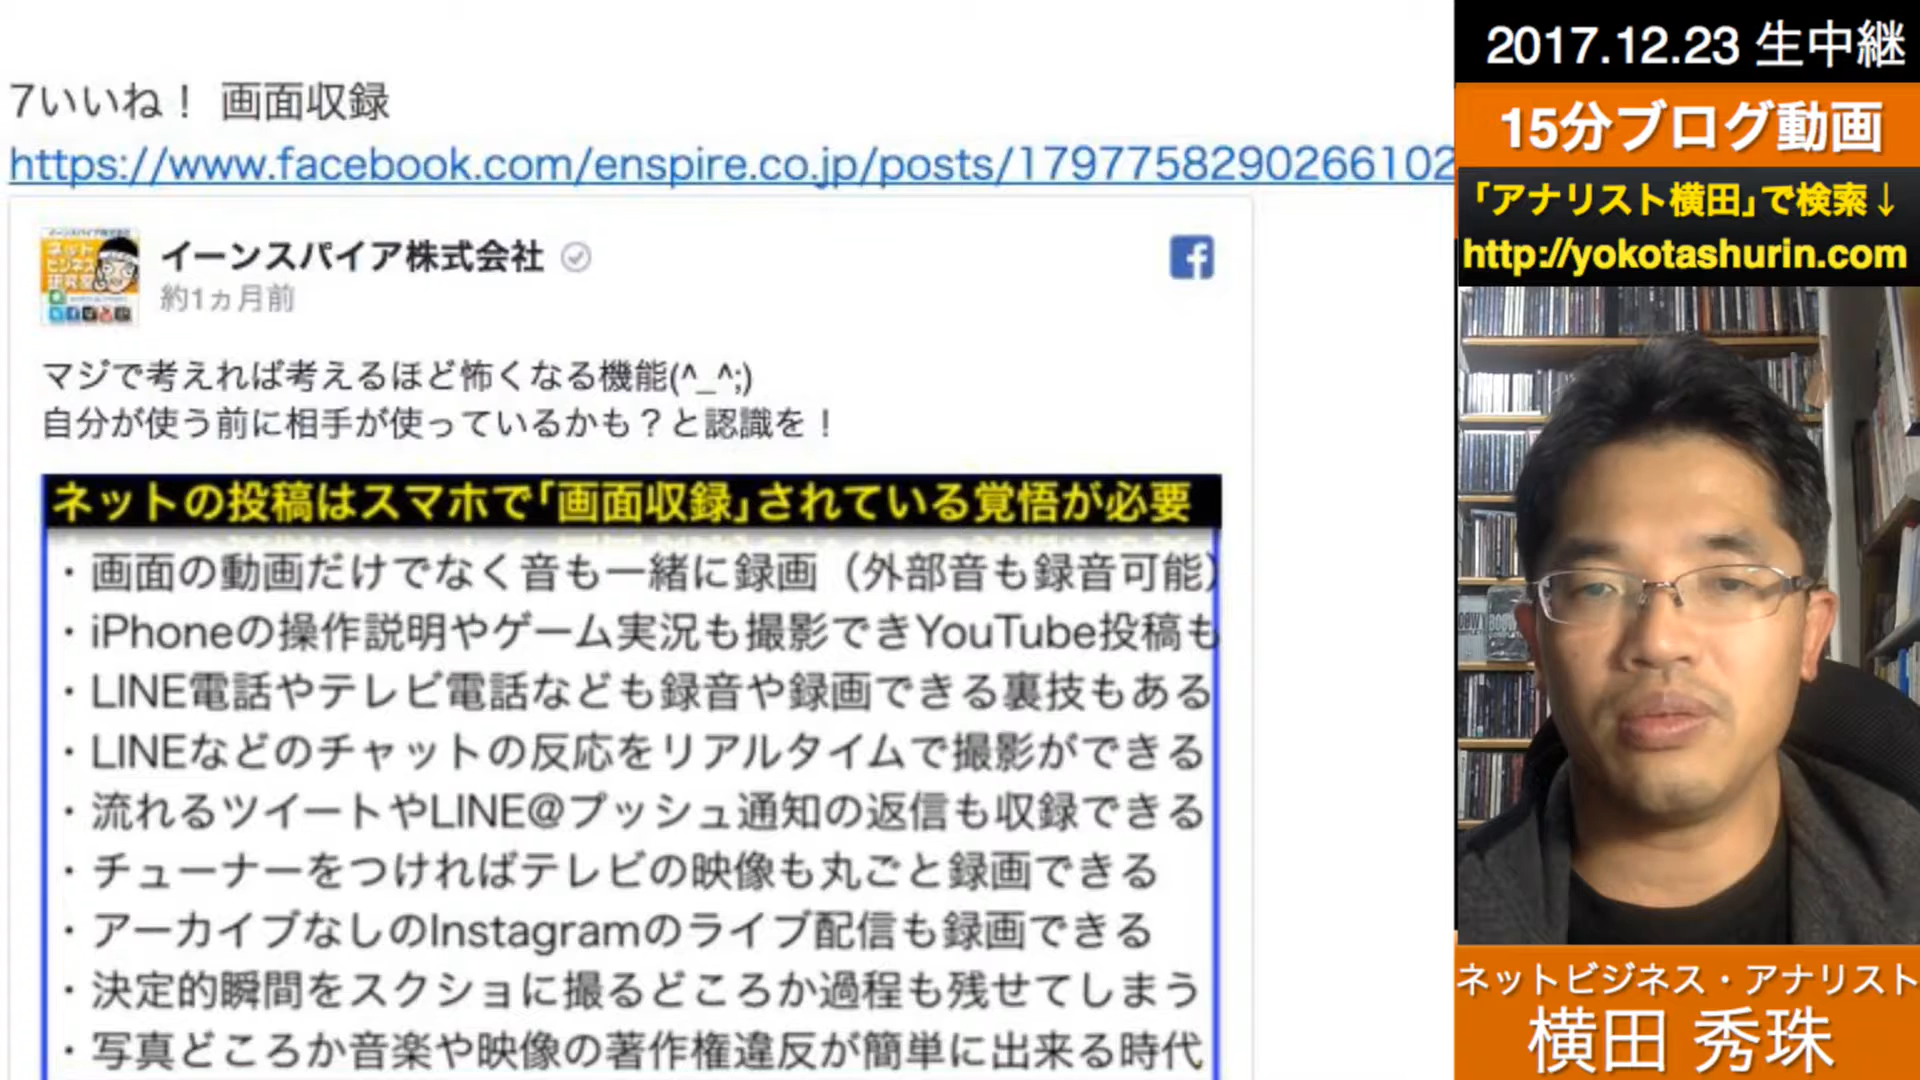 7いいね！ 画面収録
https://www.facebook.com/enspire.co.jp/posts/1797758290266102
イーンスパイア株式会社
約1ヵ月前
マジで考えれば考えるほど怖くなる機能(^_^;)
自分が使う前に相手が使っているかも？と認識を！
ネットの投稿はスマホで「画面収録」されている覚悟が必要
・画面の動画だけでなく音も一緒に録画（外部音も録音可能）
・iPhoneの操作説明やゲーム実況も撮影できYouTube投稿も
・LINE電話やテレビ電話なども録音や録画できる裏技もある
・LINEなどのチャットの反応をリアルタイムで撮影ができる
・流れるツイートやLINE@プッシュ通知の返信も収録できる
・チューナーをつければテレビの映像も丸ごと録画できる
・アーカイブなしのInstagramのライブ配信も録画できる
・決定的瞬間をスクショに撮るどころか過程も残せてしまう
・写真どころか音楽や映像の著作権違反が簡単に出来る時代
2017.12.23 生中継
15分ブログ動画
「アナリスト横田」で検索↓
http://yokotashurin.com
ネットビジネス・アナリスト
横田 秀珠